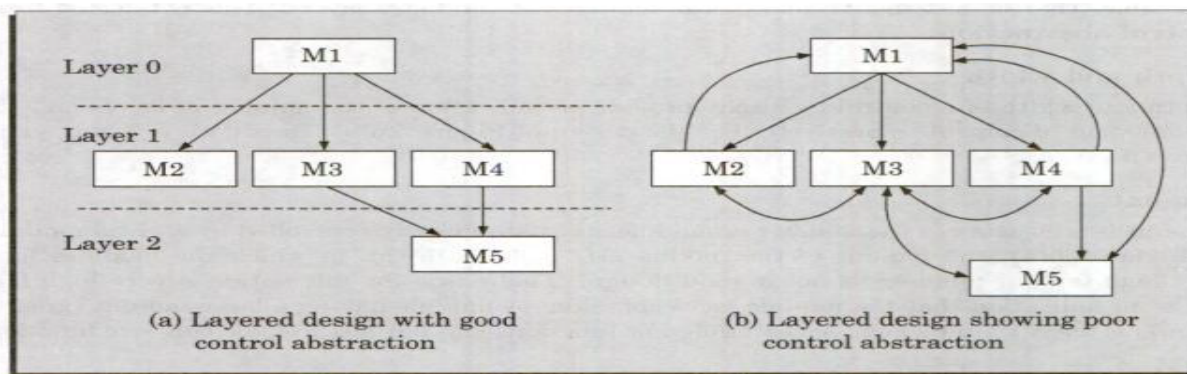 Layer 0
M1
Layer 1
M2
M3
M4
Layer 2
M5
(a) Layered design with good
control abstraction
M1
M2
M3
M4
M5
(b) Layered design showing poor
control abstraction